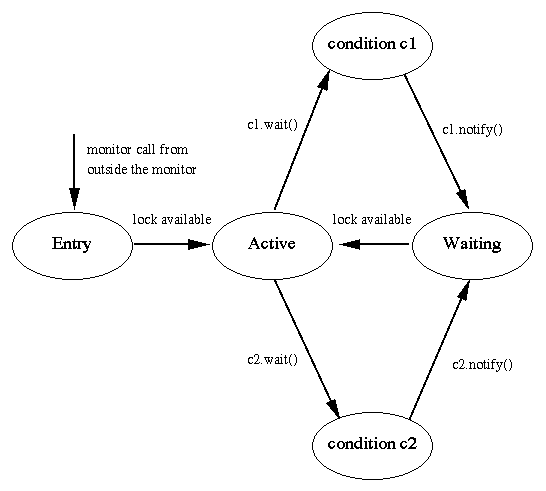 condition c1
c1.wait()
c1.notify()
monitor call from
outside the monitor
lock available
lock available
Entry
Active
Waiting
c2.wait()
c2.notify()
condition c2